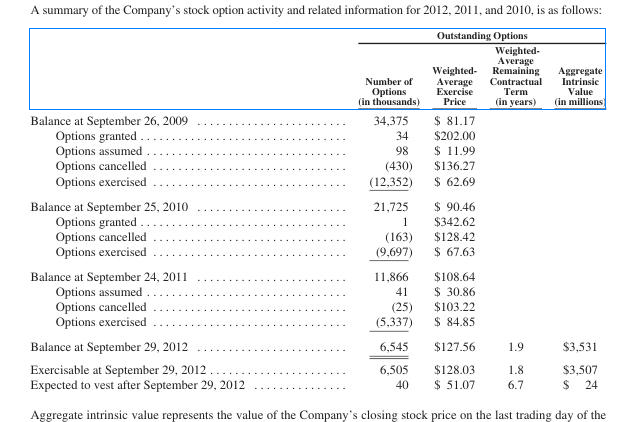 A summary of the Company's stock option activity and related information for 2012, 2011, and 2010, is as follows:
Outstanding Options
Number of Options (in thousands) Weighted-Average Exercise Price Weighted-Average Remaining Contractual Term (in years) Aggregate Intrinsic Value (in millions)
Balance at September 26, 2009 ........................ 34,375 $ 81.17
Options granted ................................ 34 $202.00
Options assumed ............................... 98 $ 11.99
Options cancelled .............................. (430) $136.27
Options exercised .............................. (12,352) $ 62.69
Balance at September 25, 2010 ........................ 21,725 $ 90.46
Options granted ................................ 1 $342.62
Options cancelled .............................. (163) $128.42
Options exercised .............................. (9,697) $ 67.63
Balance at September 24, 2011 ........................ 11,866 $108.64
Options assumed ............................... 41 $ 30.86
Options cancelled .............................. (25) $103.22
Options exercised .............................. (5,337) $ 84.85
Balance at September 29, 2012 ........................ 6,545 $127.56 1.9 $3,531
Exercisable at September 29, 2012 ...................... 6,505 $128.03 1.8 $3,507
Expected to vest after September 29, 2012 ............... 40 $ 51.07 6.7 $ 24
Aggregate intrinsic value represents the value of the Company's closing stock price on the last trading day of the